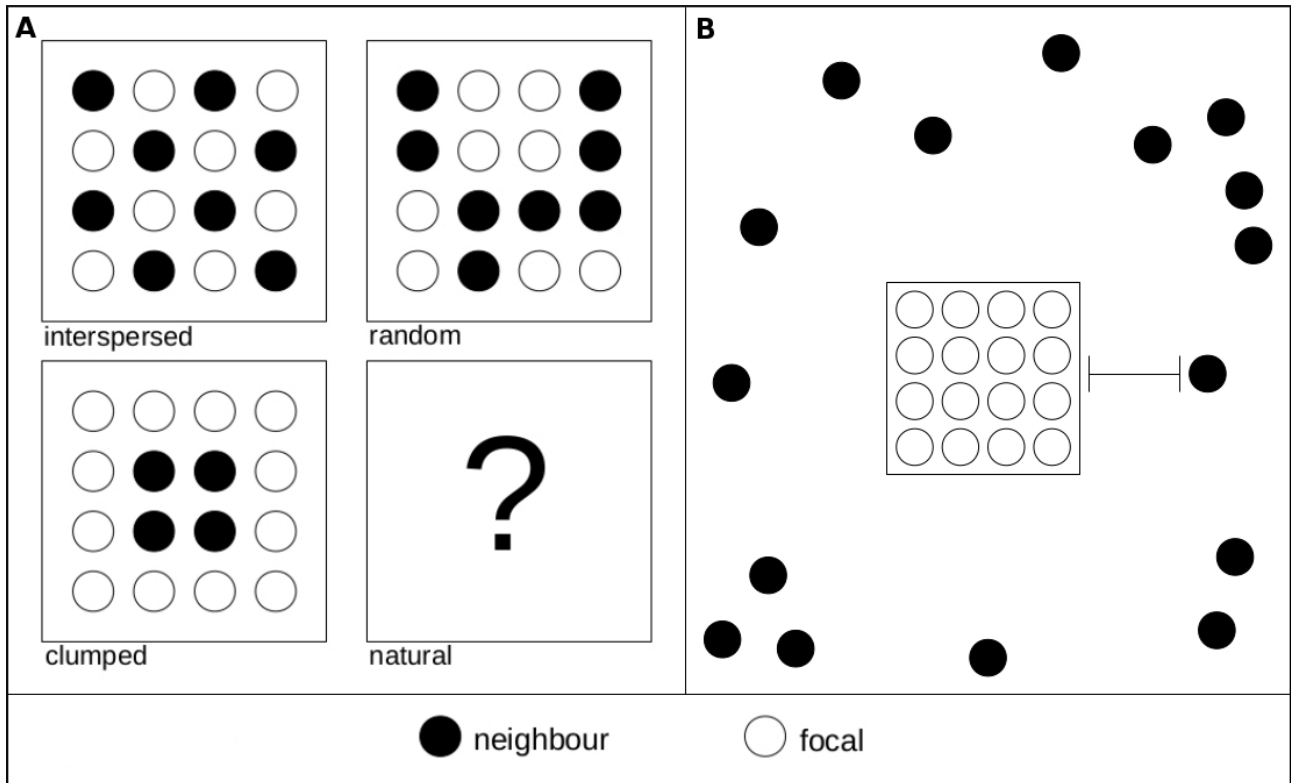 A
B
interspersed
random
clumped
?
natural
neighbour
focal